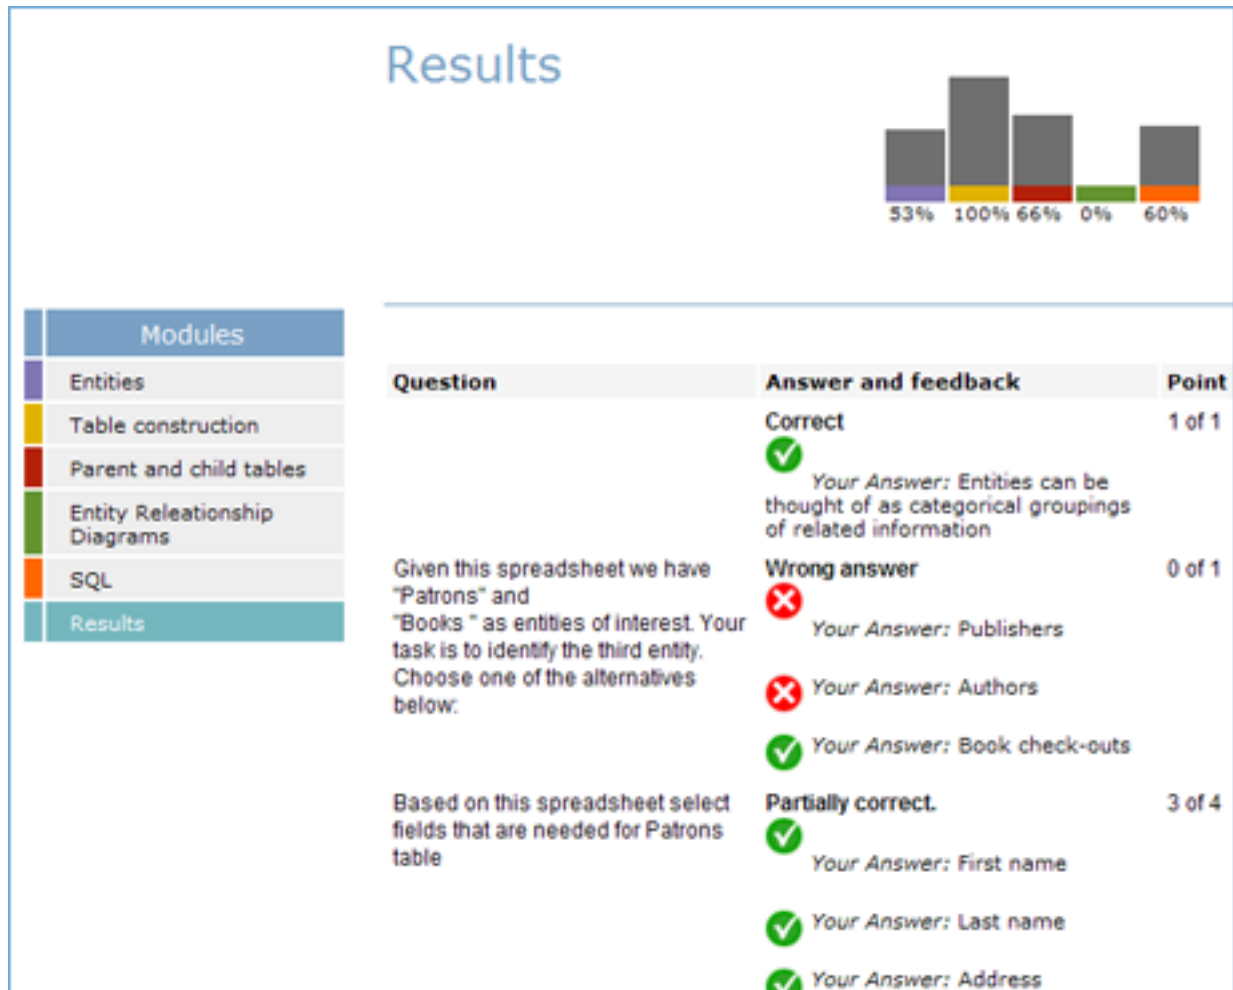 Results
53% 100% 66% 0% 60%
Modules
Entities
Table construction
Parent and child tables
Entity Releationship
Diagrams
SQL
Results
Question Answer and feedback Point
Correct 1 of 1
Your Answer: Entities can be
thought of as categorical groupings
of related information
Given this spreadsheet we have
"Patrons" and
"Books " as entities of interest. Your
task is to identify the third entity.
Choose one of the alternatives
below:
Wrong answer 0 of 1
Your Answer: Publishers
Your Answer: Authors
Your Answer: Book check-outs
Based on this spreadsheet select
fields that are needed for Patrons
table
Partially correct. 3 of 4
Your Answer: First name
Your Answer: Last name
Your Answer: Address